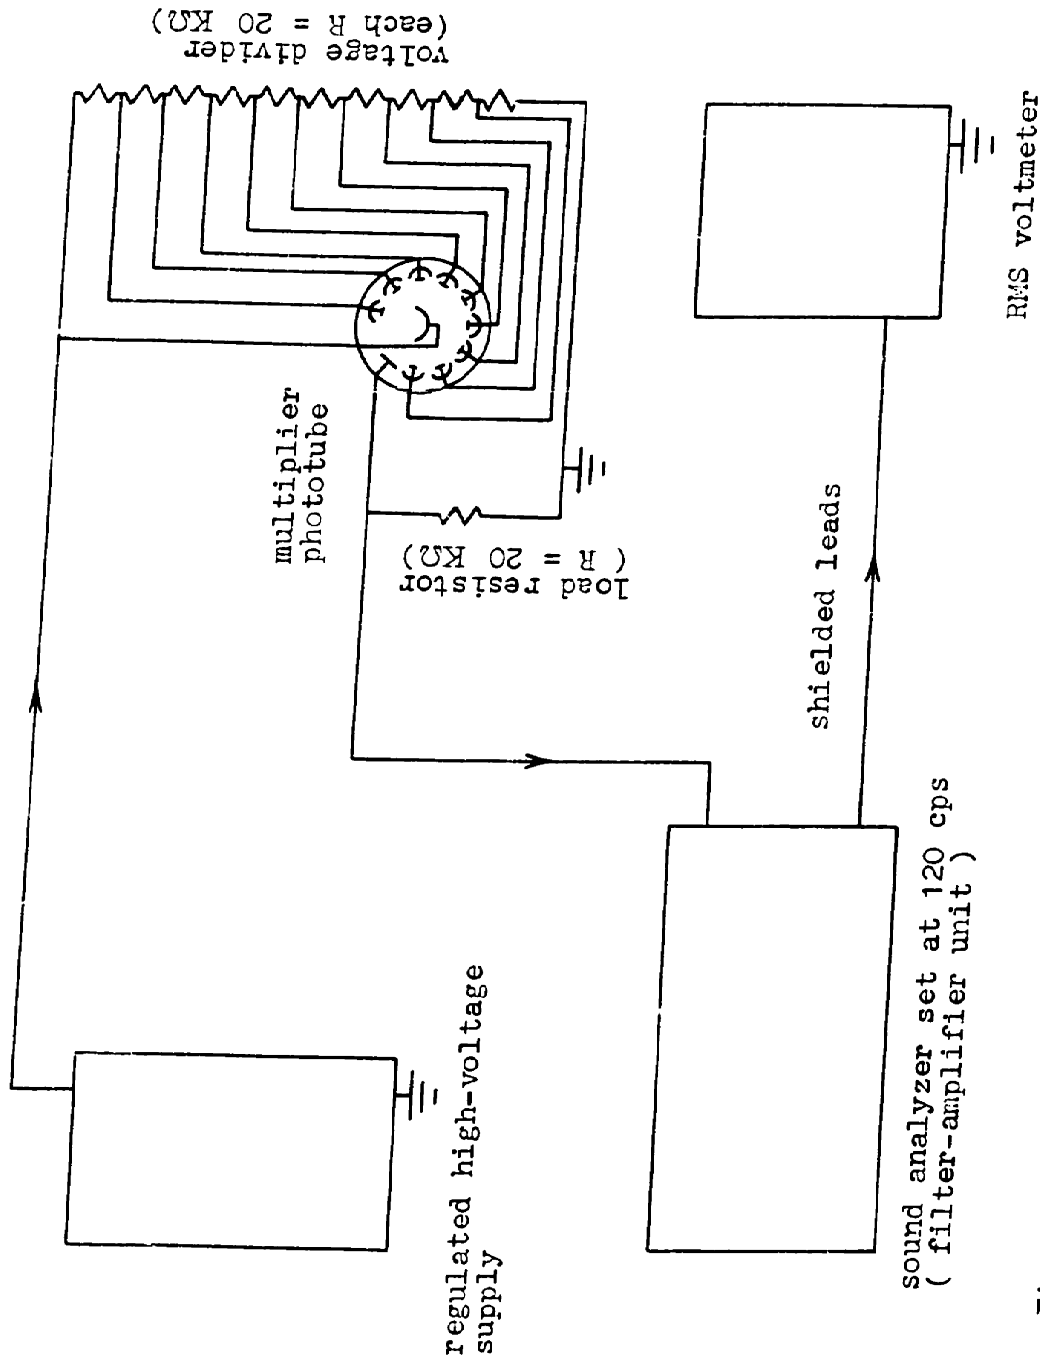 voltage divider
(each R = 20 KΩ)
multiplier
phototube
load resistor
( R = 20 KΩ)
regulated high-voltage
supply
shielded leads
RMS voltmeter
sound analyzer set at 120 cps
( filter-amplifier unit )